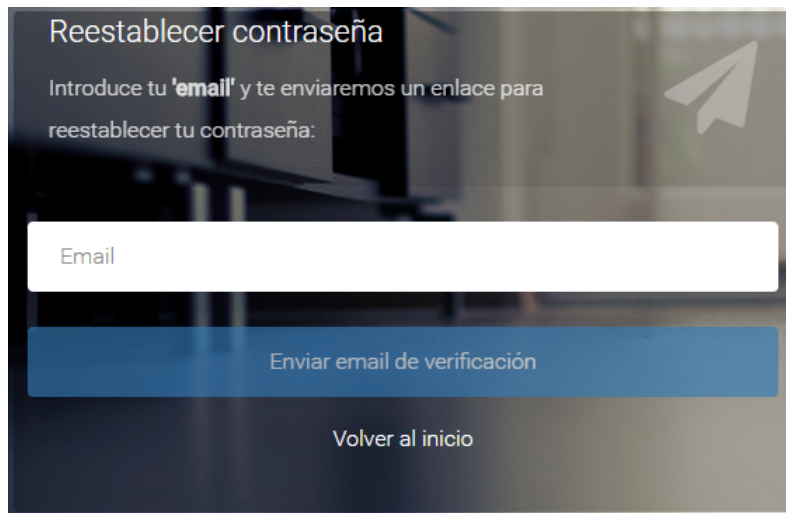 Reestablecer contraseña
Introduce tu 'email' y te enviaremos un enlace para
reestablecer tu contraseña:
Email
Enviar email de verificación
Volver al inicio